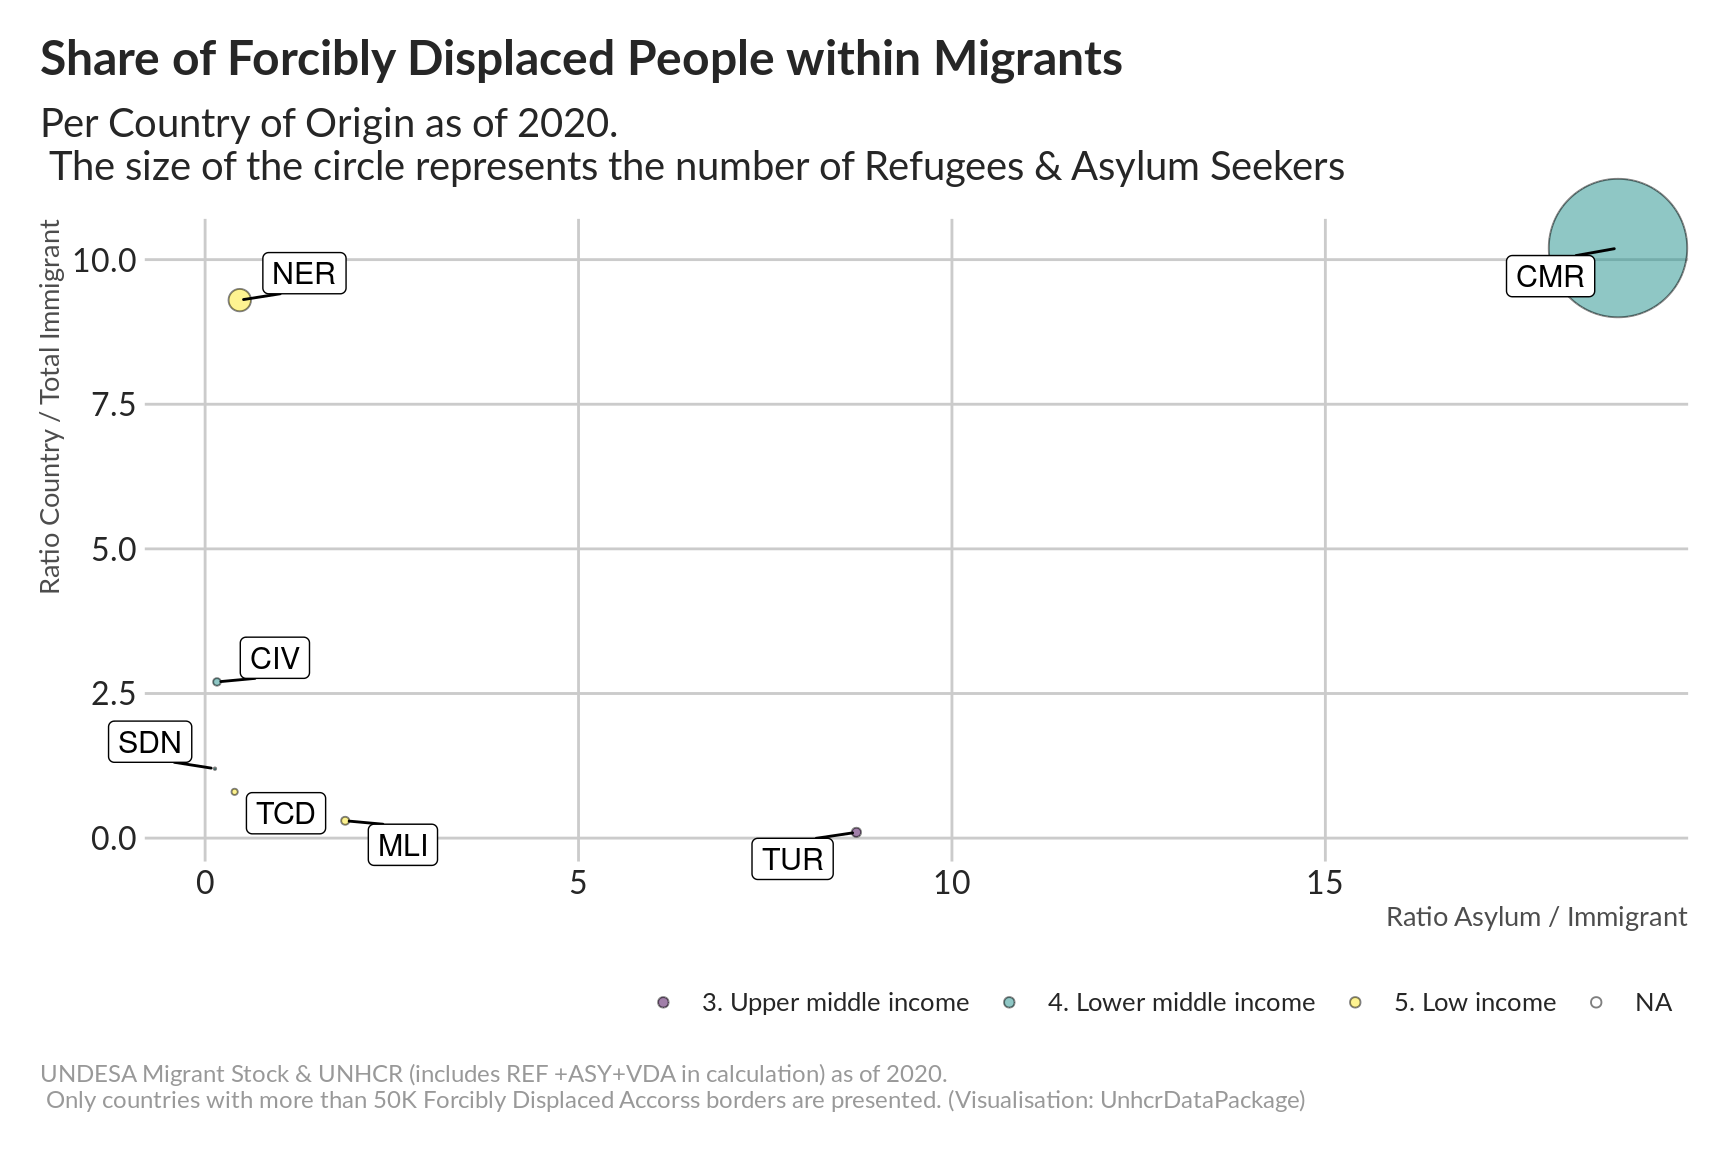 Share of Forcibly Displaced People within Migrants
Per Country of Origin as of 2020.
The size of the circle represents the number of Refugees & Asylum Seekers
Ratio Country / Total Immigrant
10.0
7.5
5.0
2.5
0.0
NER
CMR
CIV
SDN
TCD
MLI
TUR
0
5
10
15
Ratio Asylum / Immigrant
3. Upper middle income
4. Lower middle income
5. Low income
NA
UNDESA Migrant Stock & UNHCR (includes REF +ASY+VDA in calculation) as of 2020.
Only countries with more than 50K Forcibly Displaced Accorss borders are presented. (Visualisation: UnhcrDataPackage)